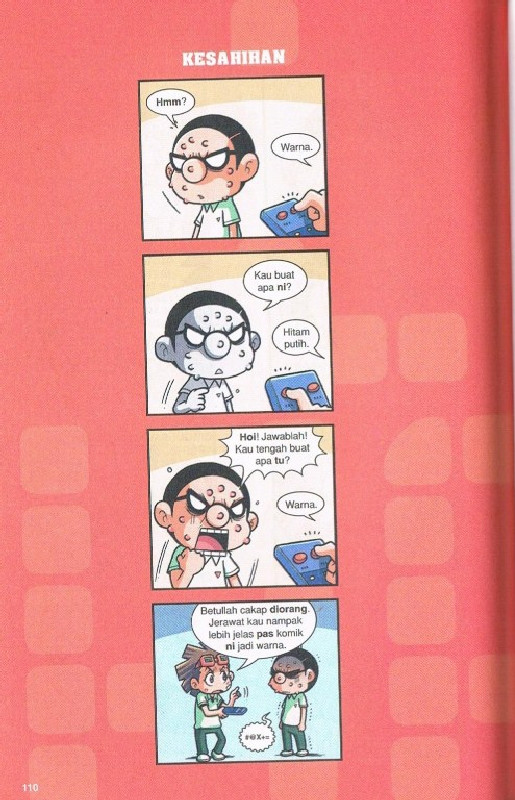 KESAHIHAN
Hmm?
Warna.
Kau buat
apa ni?
Hitam
putih.
Hoi! Jawablah!
Kau tengah buat
apa tu?
Warna.
Betullah cakap diorang.
Jerawat kau nampak
lebih jelas pas komik
ni jadi warna.
#@X+=
110